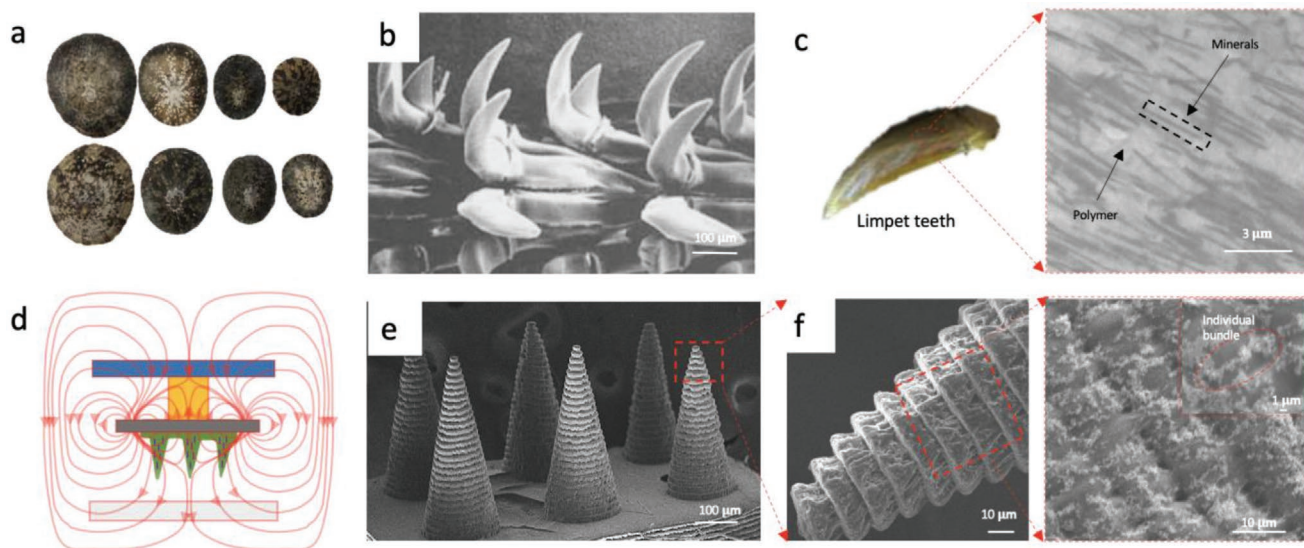 a
b
100 µm
c
Limpet teeth
Minerals
Polymer
3 µm
d
e
100 µm
f
10 µm
Individual
bundle
1 µm
10 µm